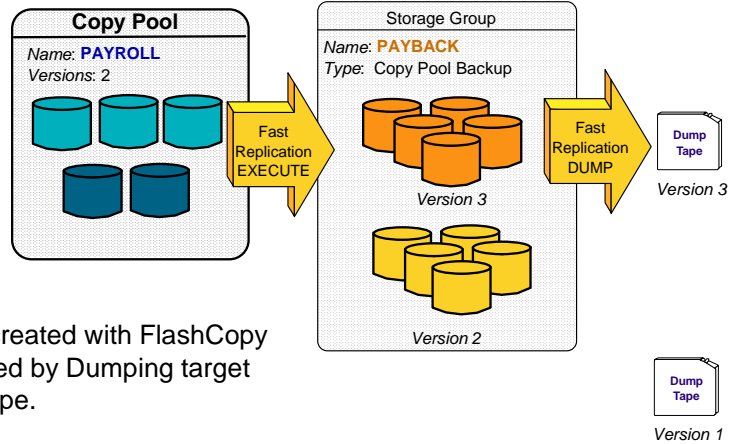 Copy Pool
Name: PAYROLL
Versions: 2
Fast
Replication
EXECUTE
Storage Group
Name: PAYBACK
Type: Copy Pool Backup
Version 3
Version 2
Fast
Replication
DUMP
Dump
Tape
Version 3
reated with FlashCopy
ed by Dumping target
pe.
Dump
Tape
Version 1